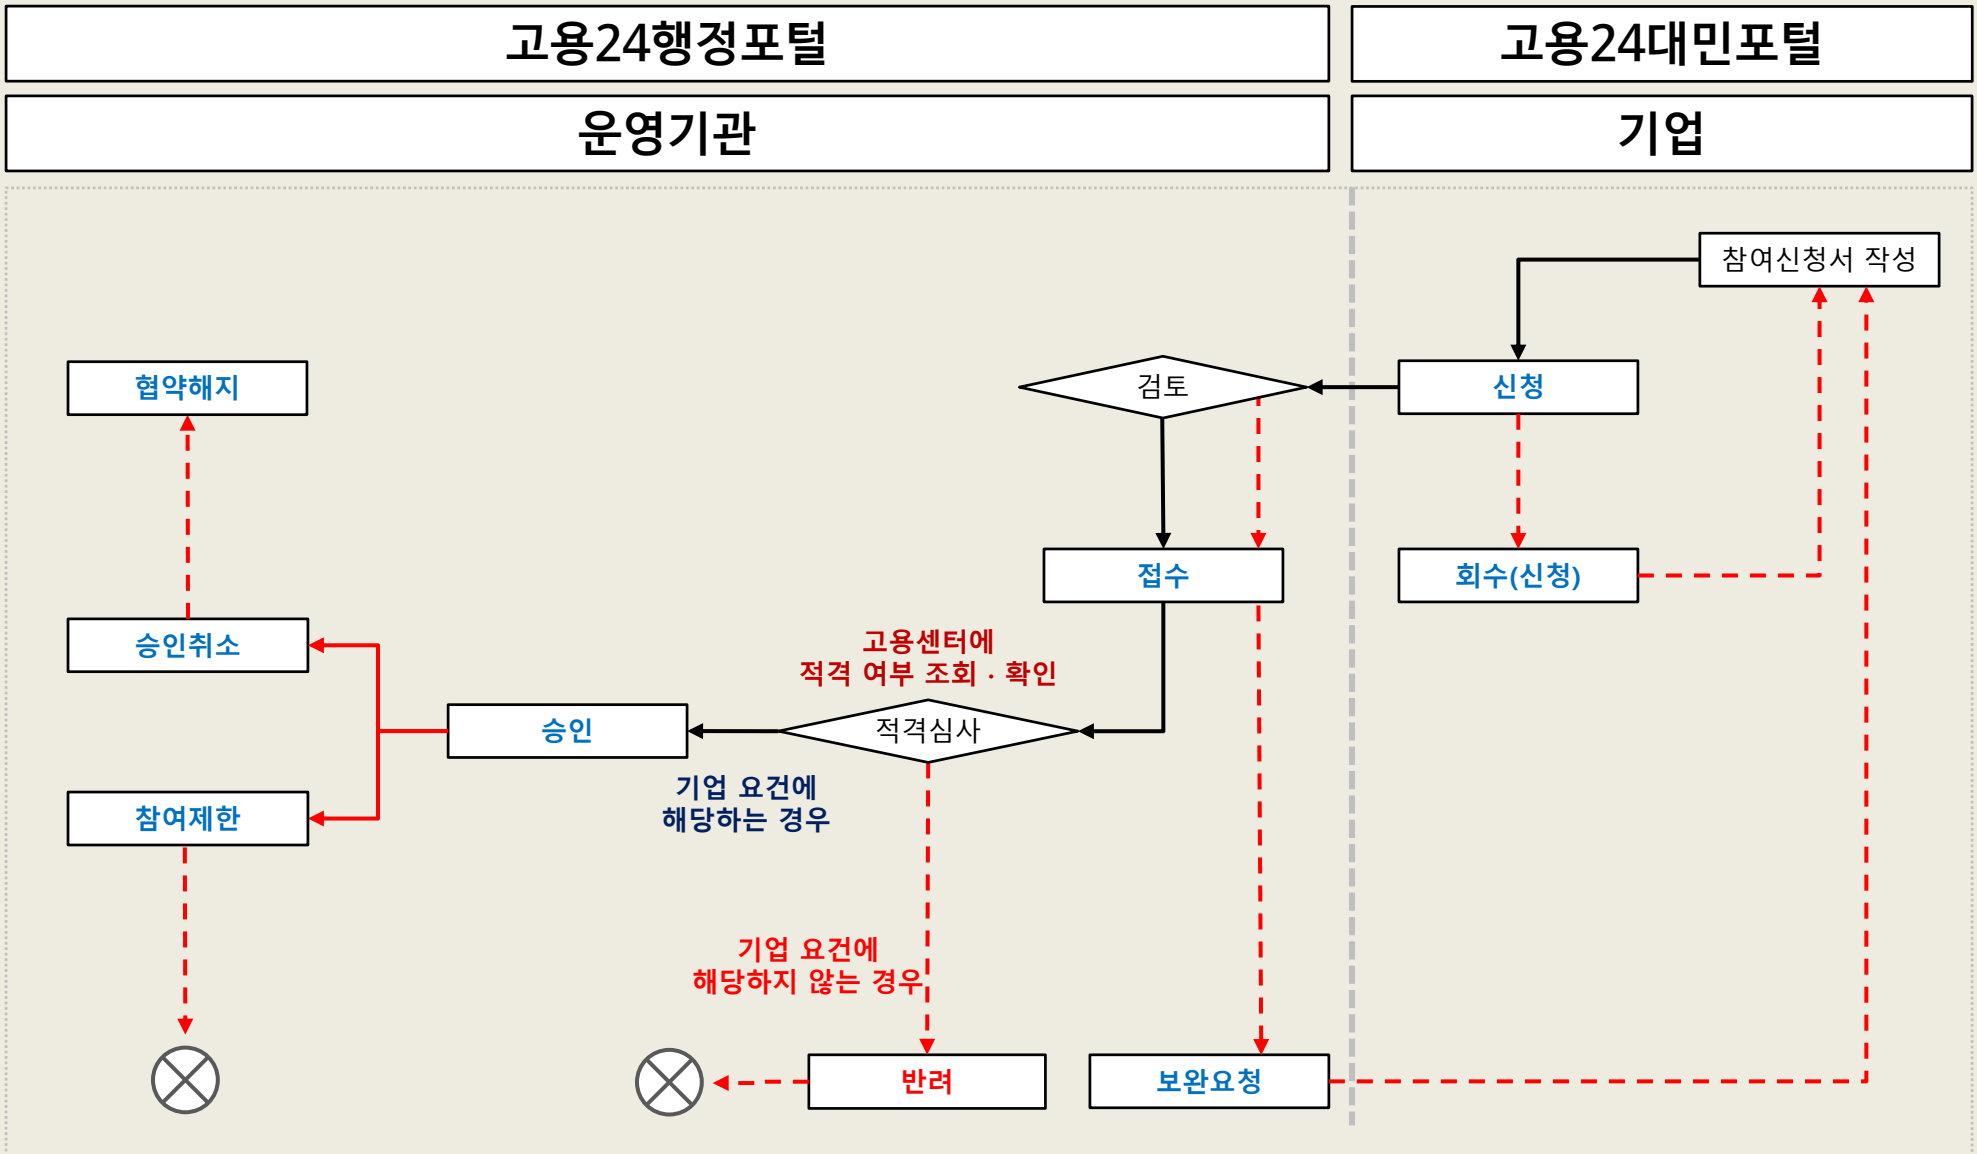 고용24행정포털
고용24대민포털
운영기관
기업
참여신청서 작성
협약해지
검토
신청
접수
회수(신청)
승인취소
고용센터에
적격 여부 조회 · 확인
승인
적격심사
기업 요건에
해당하는 경우
참여제한
기업 요건에
해당하지 않는 경우
반려
보완요청